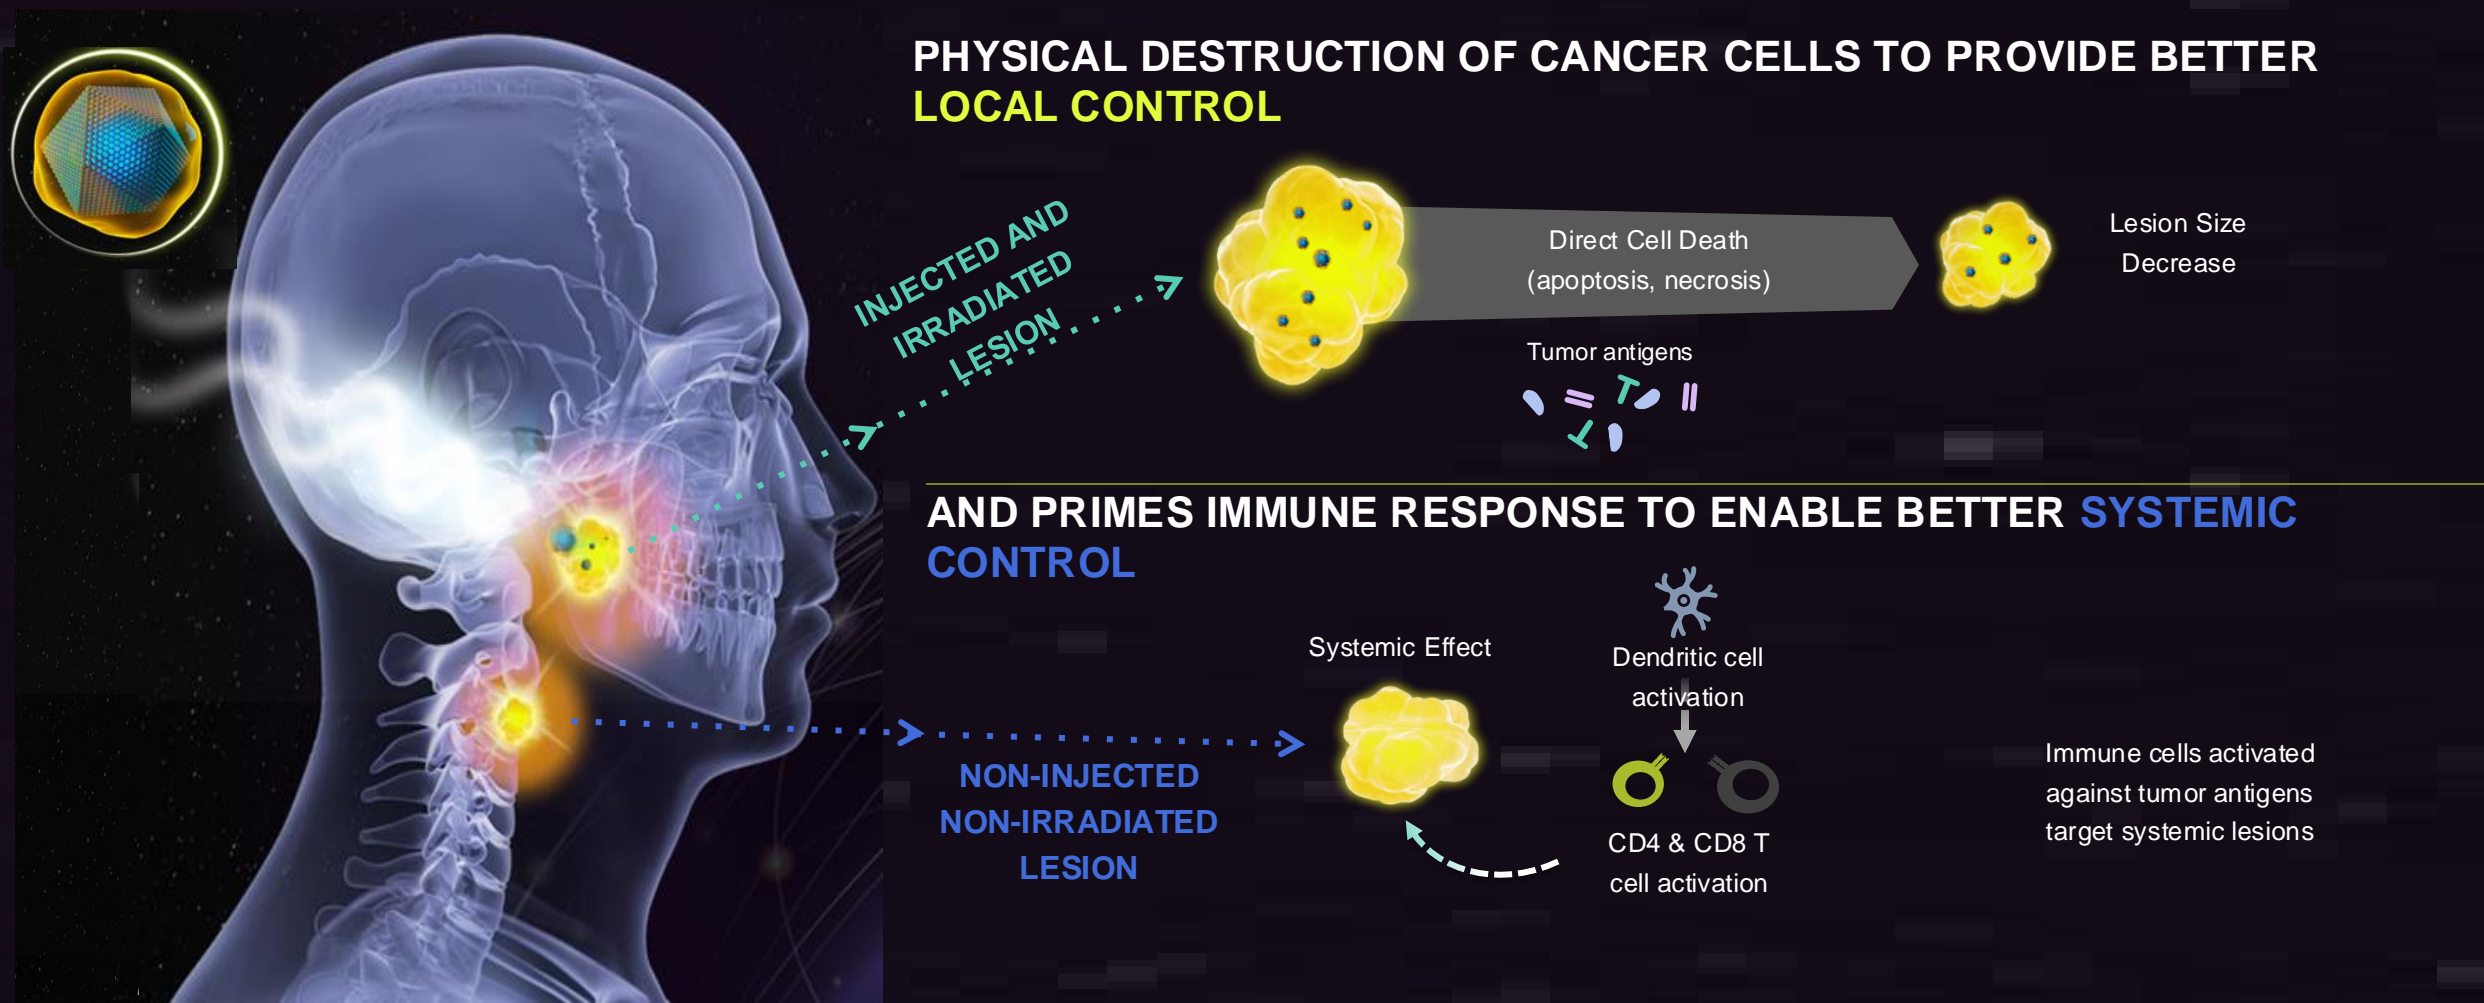 PHYSICAL DESTRUCTION OF CANCER CELLS TO PROVIDE BETTER
LOCAL CONTROL
INJECTED AND
IRRADIATED
LESION
Direct Cell Death
(apoptosis, necrosis)
Lesion Size
Decrease
Tumor antigens
AND PRIMES IMMUNE RESPONSE TO ENABLE BETTER SYSTEMIC
CONTROL
Systemic Effect
Dendritic cell
activation
NON-INJECTED
NON-IRRADIATED
LESION
CD4 & CD8 T
cell activation
Immune cells activated
against tumor antigens
target systemic lesions